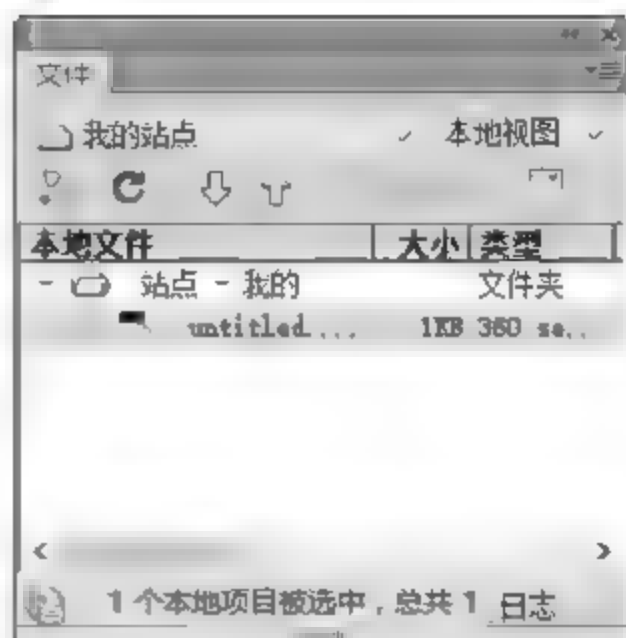 文件
我的站点 本地视图
本地文件 大小 类型
站点 - 我的 文件夹
untitled... 1KB 360 se..
1 个本地项目被选中，总共 1 日志